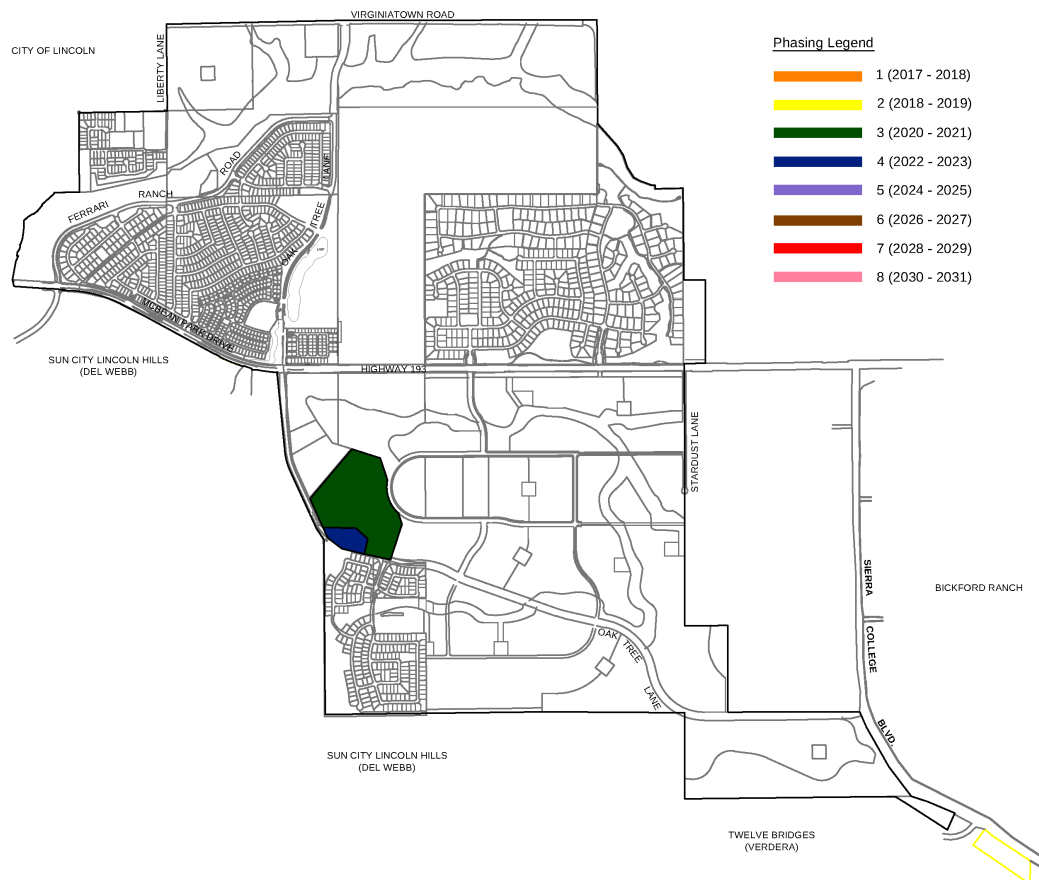 VIRGINIATOWN ROAD
CITY OF LINCOLN
LIBERTY LANE
Phasing Legend
1 (2017 - 2018)
2 (2018 - 2019)
3 (2020 - 2021)
4 (2022 - 2023)
5 (2024 - 2025)
6 (2026 - 2027)
7 (2028 - 2029)
8 (2030 - 2031)
FERRARI RANCH ROAD
OAK TREE LANE
MCBEAN PARK DRIVE
SUN CITY LINCOLN HILLS
(DEL WEBB)
HIGHWAY 193
STARDUST LANE
SIERRA COLLEGE BLVD.
BICKFORD RANCH
OAK TREE LANE
SUN CITY LINCOLN HILLS
(DEL WEBB)
TWELVE BRIDGES
(VERDERA)